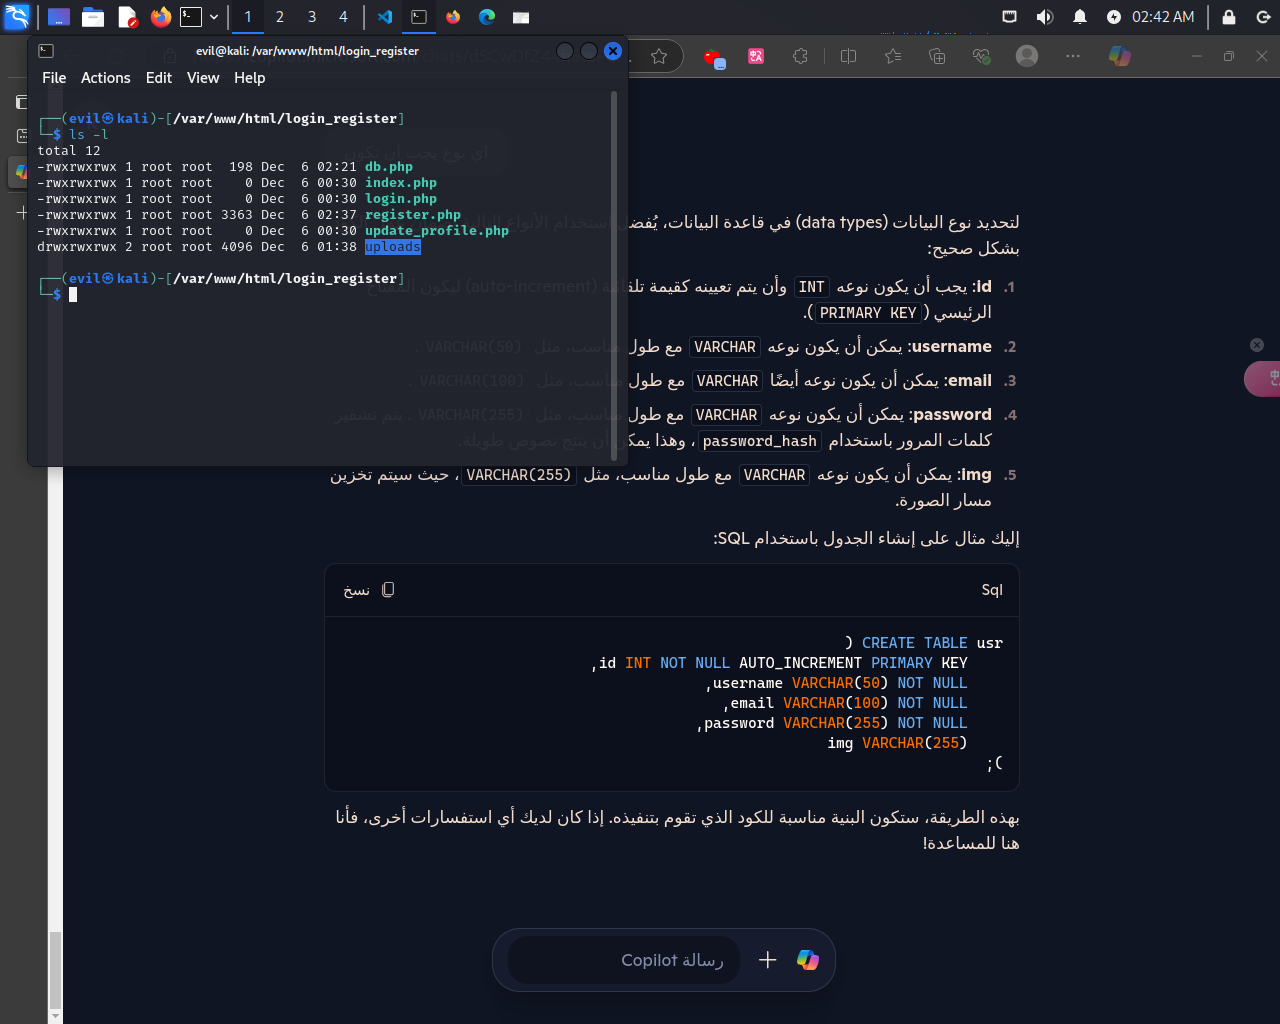 1 2 3 4
02:42 AM
evil@kali: /var/www/html/login_register
File Actions Edit View Help
┌──(evil㉿kali)-[/var/www/html/login_register]
└─$ ls -l
total 12
-rwxrwxrwx 1 root root 198 Dec 6 02:21 db.php
-rwxrwxrwx 1 root root 0 Dec 6 00:30 index.php
-rwxrwxrwx 1 root root 0 Dec 6 00:30 login.php
-rwxrwxrwx 1 root root 3363 Dec 6 02:37 register.php
-rwxrwxrwx 1 root root 0 Dec 6 00:30 update_profile.php
drwxrwxrwx 2 root root 4096 Dec 6 01:38 uploads
┌──(evil㉿kali)-[/var/www/html/login_register]
└─$
اي نوع يجب أن يكون
لتحديد نوع البيانات (data types) في قاعدة البيانات، يُفضل استخدام الأنواع
بشكل صحيح:
1. id: يجب أن يكون نوعه INT وأن يتم تعيينه كقيمة تلقائية (auto-increment) ليكون المفتاح
الرئيسي (PRIMARY KEY).
2. username: يمكن أن يكون نوعه VARCHAR مع طول مناسب، مثل VARCHAR(50).
3. email: يمكن أن يكون نوعه أيضًا VARCHAR مع طول مناسب، مثل VARCHAR(100).
4. password: يمكن أن يكون نوعه VARCHAR مع طول مناسب، مثل VARCHAR(255). يتم تشفير
كلمات المرور باستخدام password_hash، وهذا يمكن أن ينتج نصوص طويلة.
5. img: يمكن أن يكون نوعه VARCHAR مع طول مناسب، مثل VARCHAR(255)، حيث سيتم تخزين
مسار الصورة.
إليك مثال على إنشاء الجدول باستخدام SQL:
Sql نسخ
CREATE TABLE usr (
id INT NOT NULL AUTO_INCREMENT PRIMARY KEY,
username VARCHAR(50) NOT NULL,
email VARCHAR(100) NOT NULL,
password VARCHAR(255) NOT NULL,
img VARCHAR(255)
);
بهذه الطريقة، ستكون البنية مناسبة للكود الذي تقوم بتنفيذه. إذا كان لديك أي استفسارات أخرى، فأنا
هنا للمساعدة!
رسالة Copilot